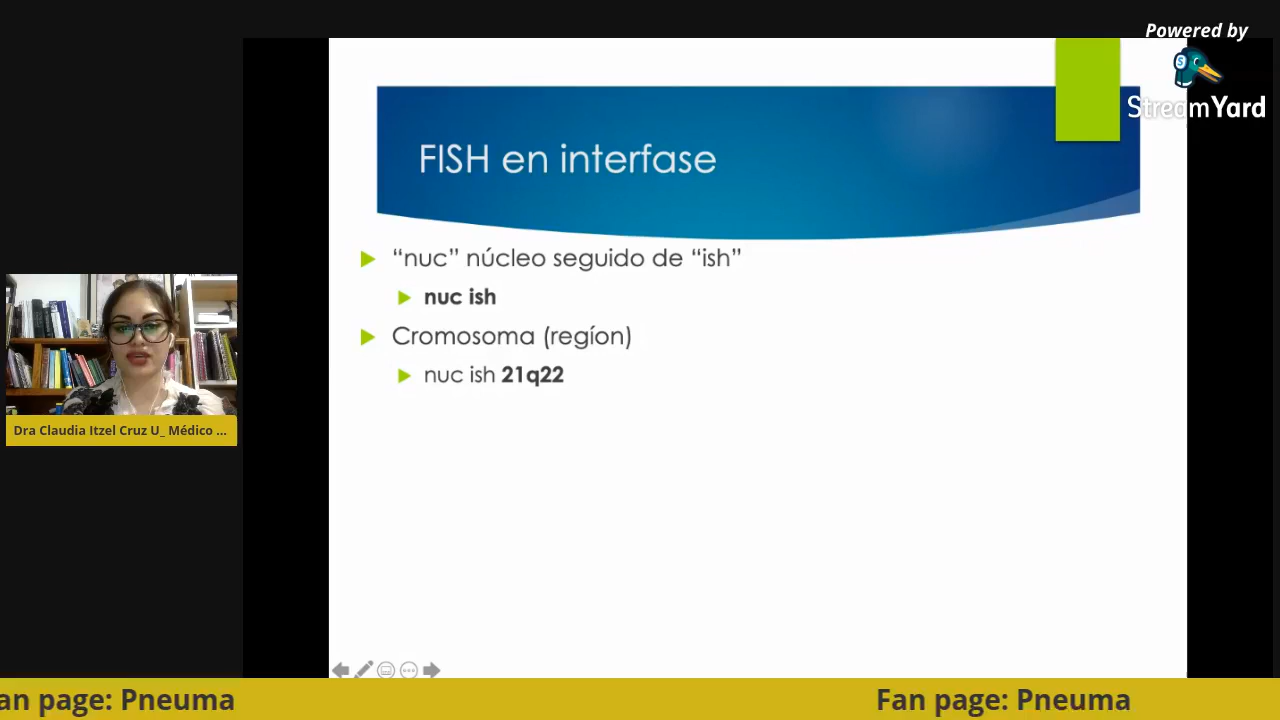 Powered by
StreamYard
FISH en interfase
“nuc” núcleo seguido de “ish”
nuc ish
Cromosoma (regíon)
nuc ish 21q22
Dra Claudia Itzel Cruz U_ Médico ...
an page: Pneuma
Fan page: Pneuma